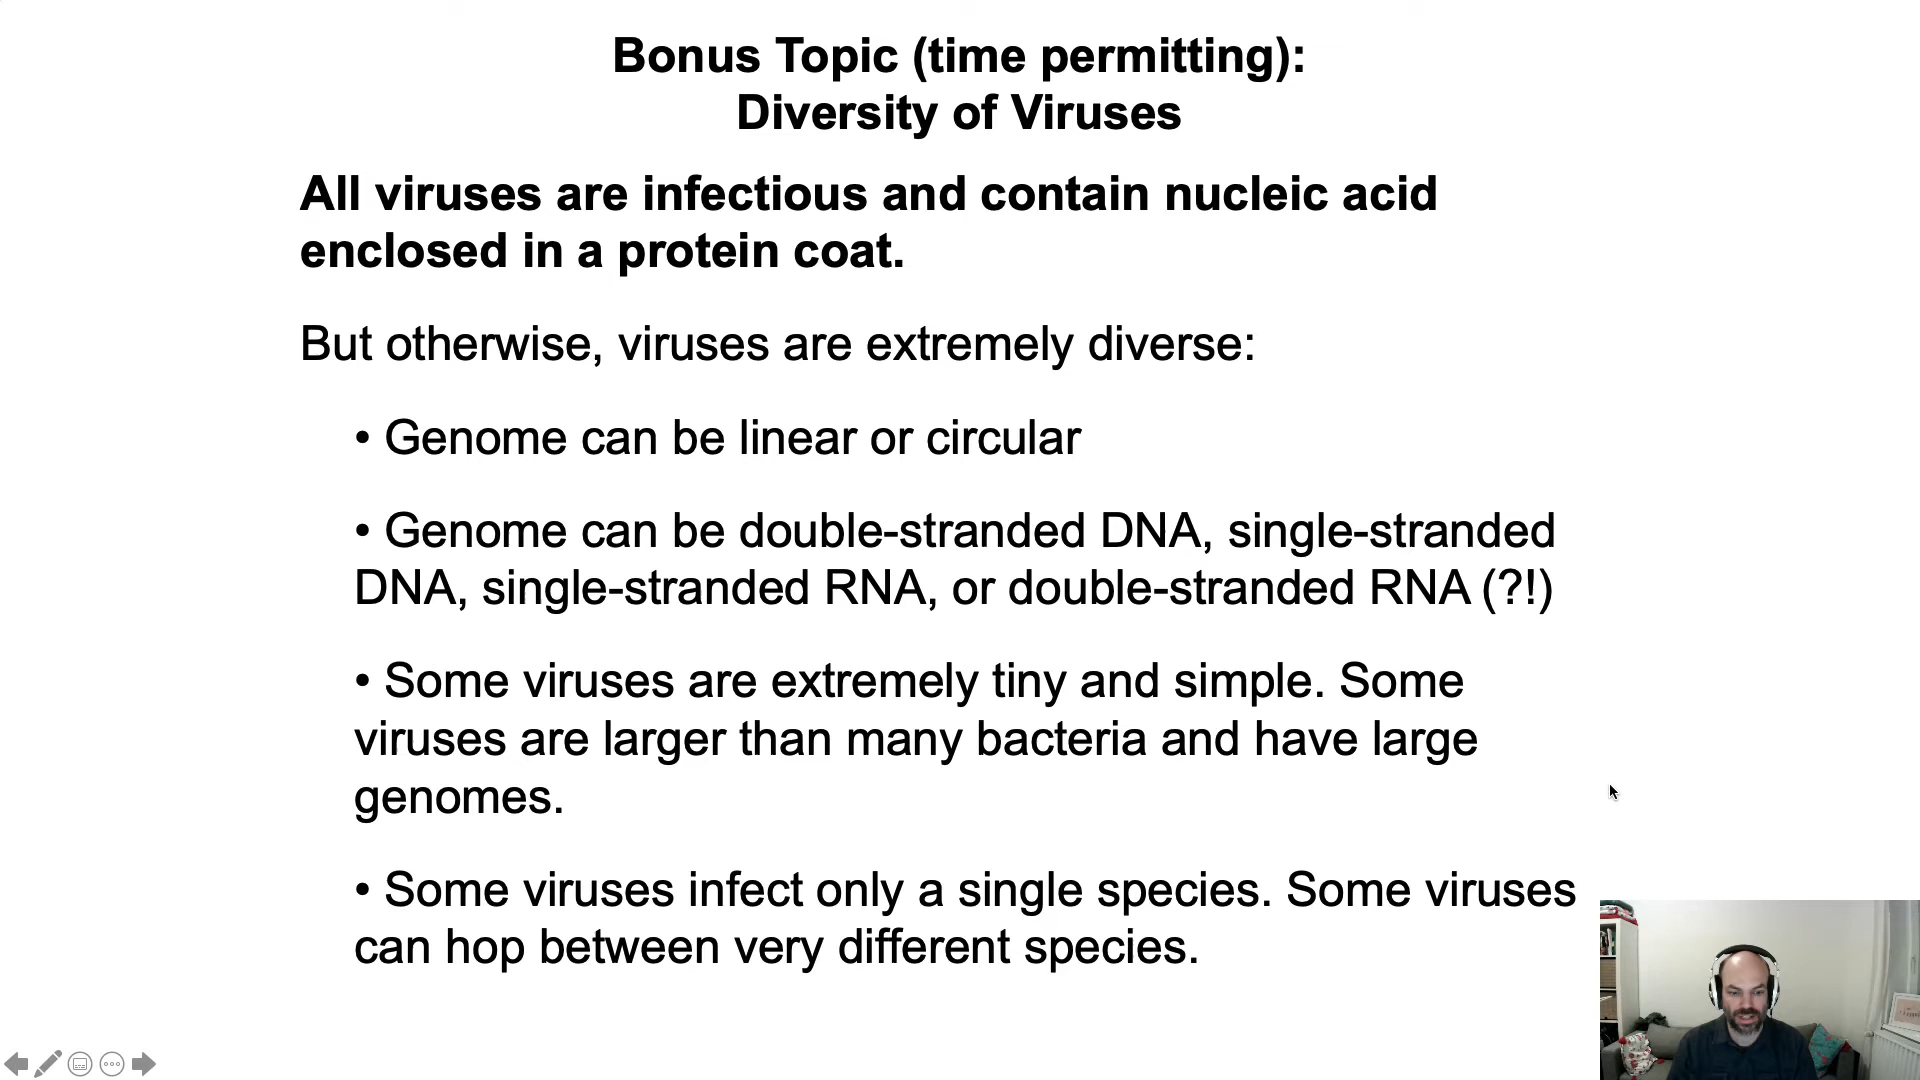 Bonus Topic (time permitting):
Diversity of Viruses
All viruses are infectious and contain nucleic acid
enclosed in a protein coat.
But otherwise, viruses are extremely diverse:
• Genome can be linear or circular
• Genome can be double-stranded DNA, single-stranded
DNA, single-stranded RNA, or double-stranded RNA (?!)
• Some viruses are extremely tiny and simple. Some
viruses are larger than many bacteria and have large
genomes.
• Some viruses infect only a single species. Some viruses
can hop between very different species.